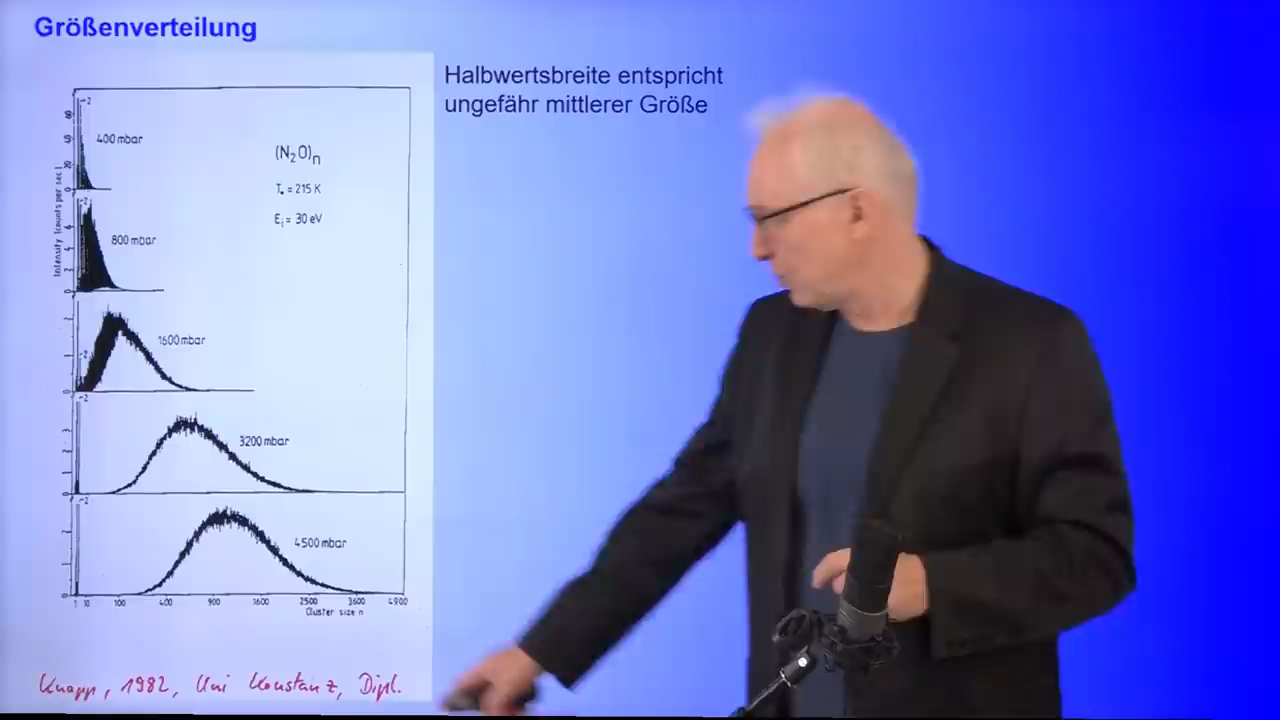 Größenverteilung
Halbwertsbreite entspricht
ungefähr mittlerer Größe
400 mbar
(N₂O)n
T₀ = 215 K
Ei = 30 eV
800 mbar
1600 mbar
3200 mbar
4500 mbar
Intensity [counts per sec]
1 10 100 400 900 1600 2500 3600 4900
Cluster size n
Knapp, 1982, Uni Konstanz, Dipl.